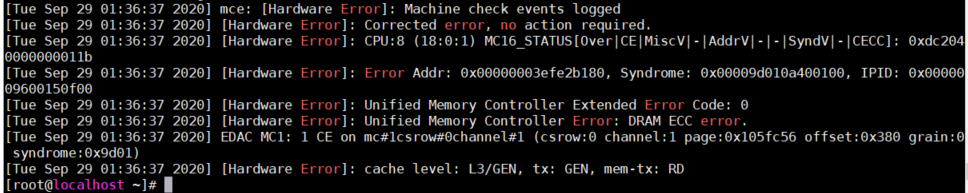 [Tue Sep 29 01:36:37 2020] mce: [Hardware Error]: Machine check events logged
[Tue Sep 29 01:36:37 2020] [Hardware Error]: Corrected error, no action required.
[Tue Sep 29 01:36:37 2020] [Hardware Error]: CPU:8 (18:0:1) MC16_STATUS[Over|CE|MiscV|-|AddrV|-|-|SyndV|-|CECC]: 0xdc204
0000000011b
[Tue Sep 29 01:36:37 2020] [Hardware Error]: Error Addr: 0x00000003efe2b180, Syndrome: 0x00009d010a400100, IPID: 0x00000
09600150f00
[Tue Sep 29 01:36:37 2020] [Hardware Error]: Unified Memory Controller Extended Error Code: 0
[Tue Sep 29 01:36:37 2020] [Hardware Error]: Unified Memory Controller Error: DRAM ECC error.
[Tue Sep 29 01:36:37 2020] EDAC MC1: 1 CE on mc#1csrow#0channel#1 (csrow:0 channel:1 page:0x105fc56 offset:0x380 grain:0
 syndrome:0x9d01)
[Tue Sep 29 01:36:37 2020] [Hardware Error]: cache level: L3/GEN, tx: GEN, mem-tx: RD
[root@localhost ~]#